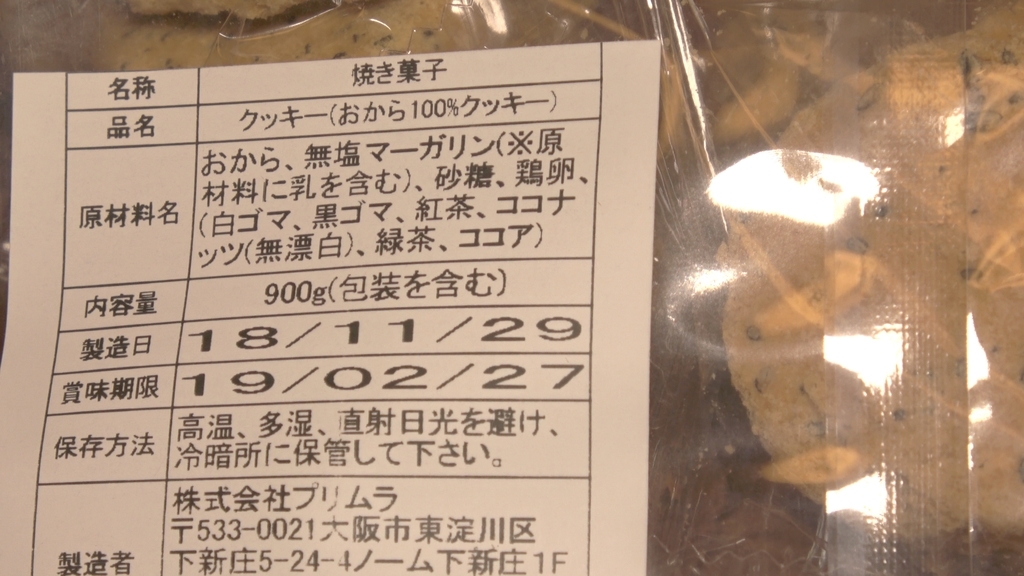 名称 焼き菓子
品名 クッキー(おから100%クッキー)
原材料名 おから、無塩マーガリン(※原
材料に乳を含む)、砂糖、鶏卵、
(白ゴマ、黒ゴマ、紅茶、ココナ
ッツ(無漂白)、緑茶、ココア)
内容量 900g(包装を含む)
製造日 18/11/29
賞味期限 19/02/27
保存方法 高温、多湿、直射日光を避け、
冷暗所に保管して下さい。
製造者 株式会社プリムラ
〒533-0021大阪市東淀川区
下新庄5-24-4ノーム下新庄1F